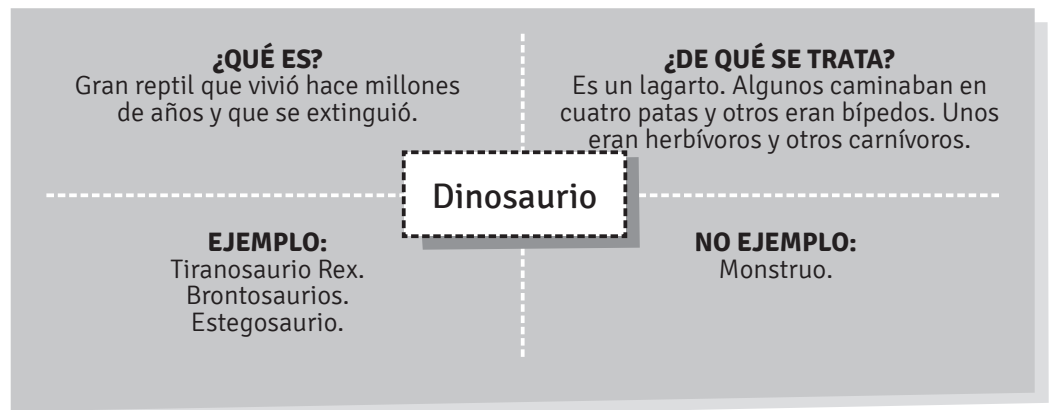 ¿QUÉ ES?
Gran reptil que vivió hace millones
de años y que se extinguió.
¿DE QUÉ SE TRATA?
Es un lagarto. Algunos caminaban en
cuatro patas y otros eran bípedos. Unos
eran herbívoros y otros carnívoros.
Dinosaurio
EJEMPLO:
Tiranosaurio Rex.
Brontosaurios.
Estegosaurio.
NO EJEMPLO:
Monstruo.